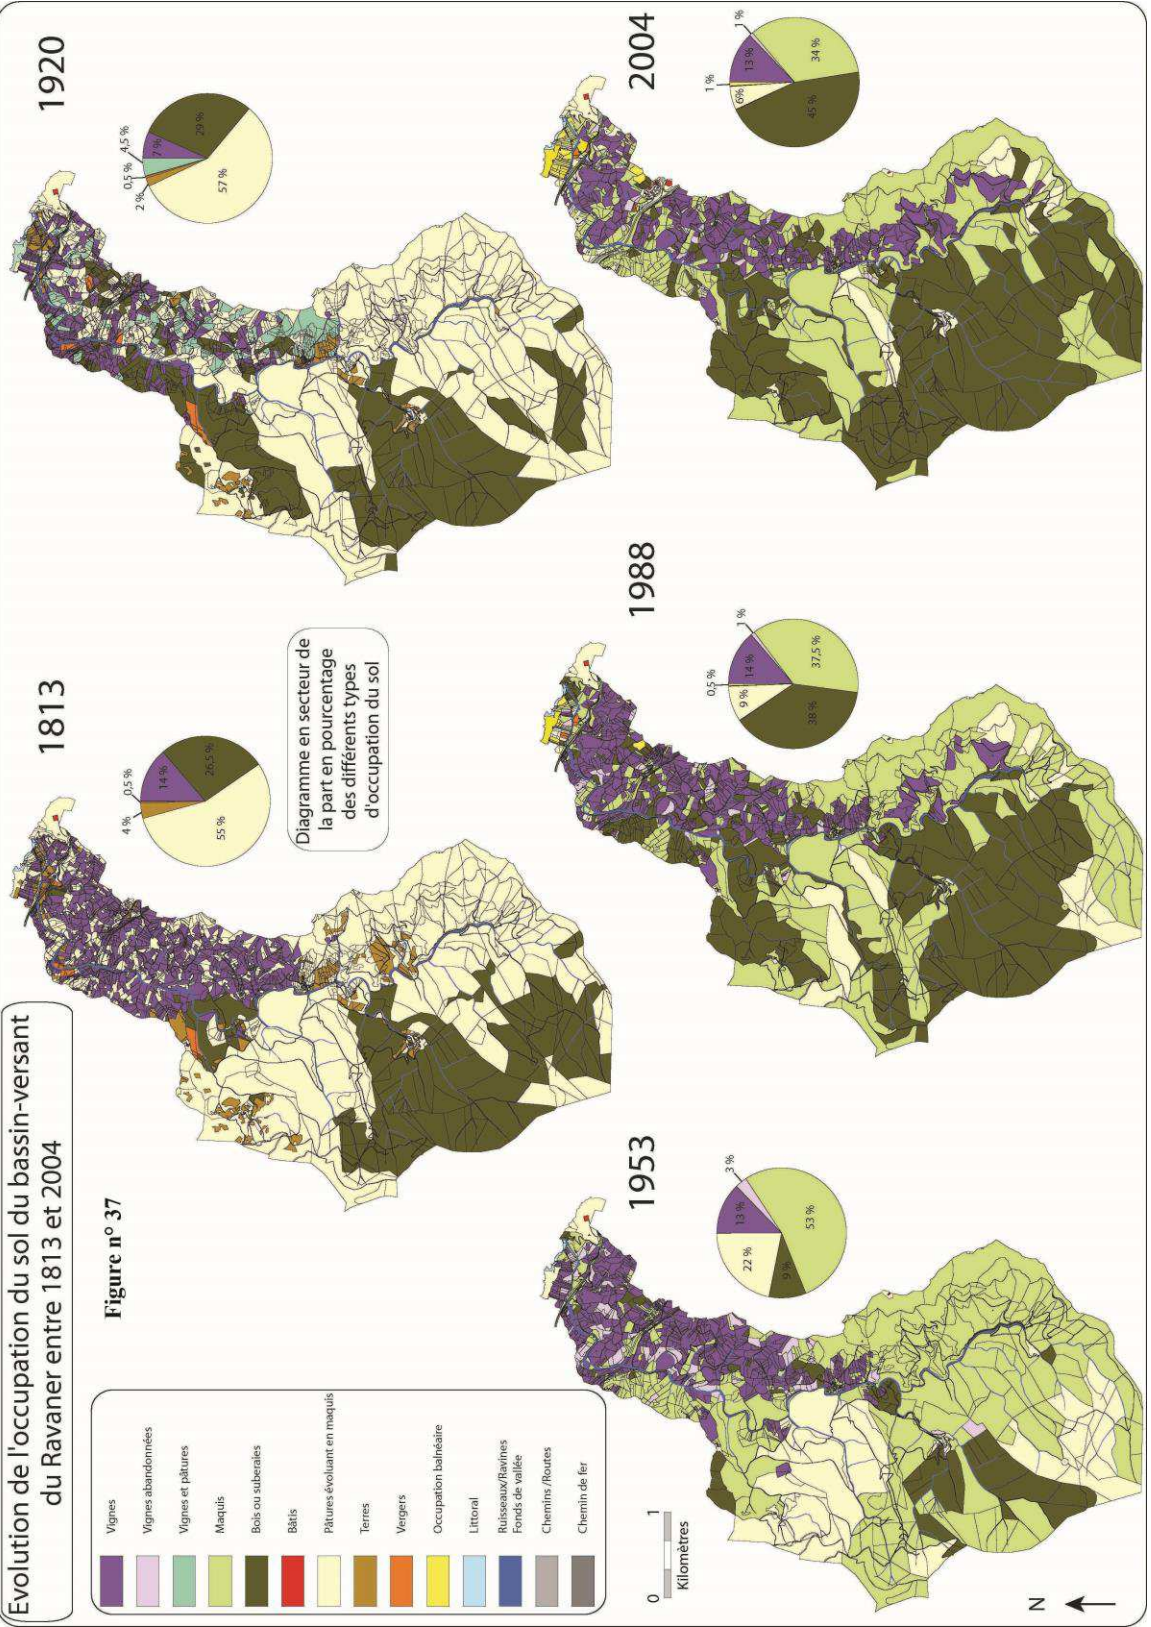 Evolution de l'occupation du sol du bassin-versant
du Ravaner entre 1813 et 2004
Figure n° 37
Vignes
Vignes abandonnées
Vignes et pâtures
Maquis
Bois ou suberaies
Bâtis
Pâtures évoluant en maquis
Terres
Vergers
Occupation balnéaire
Littoral
Ruisseaux/Ravines
Fonds de vallée
Chemins /Routes
Chemin de fer
0
1
Kilomètres
N
1813
4 %
0,5 %
14 %
26,5 %
55 %
Diagramme en secteur de
la part en pourcentage
des différents types
d'occupation du sol
1920
2 %
0,5 %
4,5 %
7 %
29 %
57 %
1953
22 %
13 %
3 %
9 %
53 %
1988
0,5 %
9 %
14 %
1 %
38 %
37,5 %
2004
1 %
6%
13 %
1 %
45 %
34 %